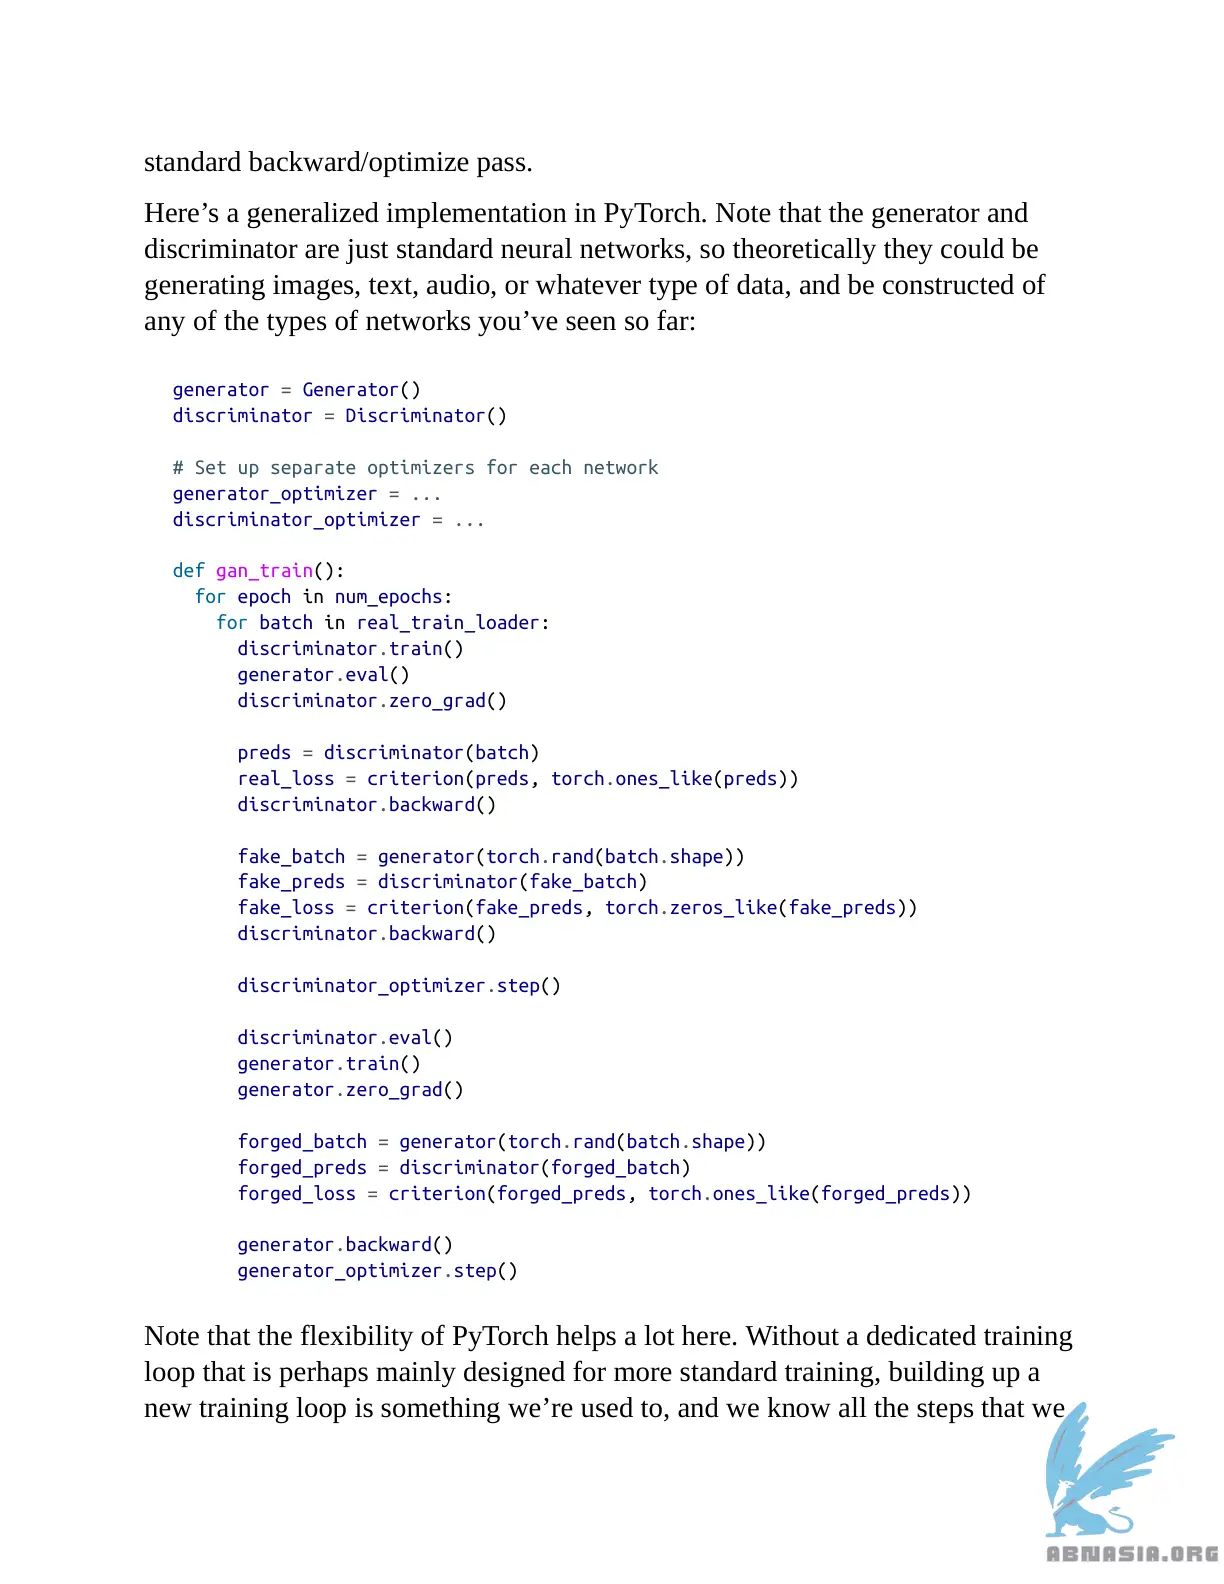 standard backward/optimize pass.
Here’s a generalized implementation in PyTorch. Note that the generator and
discriminator are just standard neural networks, so theoretically they could be
generating images, text, audio, or whatever type of data, and be constructed of
any of the types of networks you’ve seen so far:
generator = Generator()
discriminator = Discriminator()
# Set up separate optimizers for each network
generator_optimizer = ...
discriminator_optimizer = ...
def gan_train():
  for epoch in num_epochs:
    for batch in real_train_loader:
      discriminator.train()
      generator.eval()
      discriminator.zero_grad()
      preds = discriminator(batch)
      real_loss = criterion(preds, torch.ones_like(preds))
      discriminator.backward()
      fake_batch = generator(torch.rand(batch.shape))
      fake_preds = discriminator(fake_batch)
      fake_loss = criterion(fake_preds, torch.zeros_like(fake_preds))
      discriminator.backward()
      discriminator_optimizer.step()
      discriminator.eval()
      generator.train()
      generator.zero_grad()
      forged_batch = generator(torch.rand(batch.shape))
      forged_preds = discriminator(forged_batch)
      forged_loss = criterion(forged_preds, torch.ones_like(forged_preds))
      generator.backward()
      generator_optimizer.step()
Note that the flexibility of PyTorch helps a lot here. Without a dedicated training
loop that is perhaps mainly designed for more standard training, building up a
new training loop is something we’re used to, and we know all the steps that we
ABNASIA.ORG